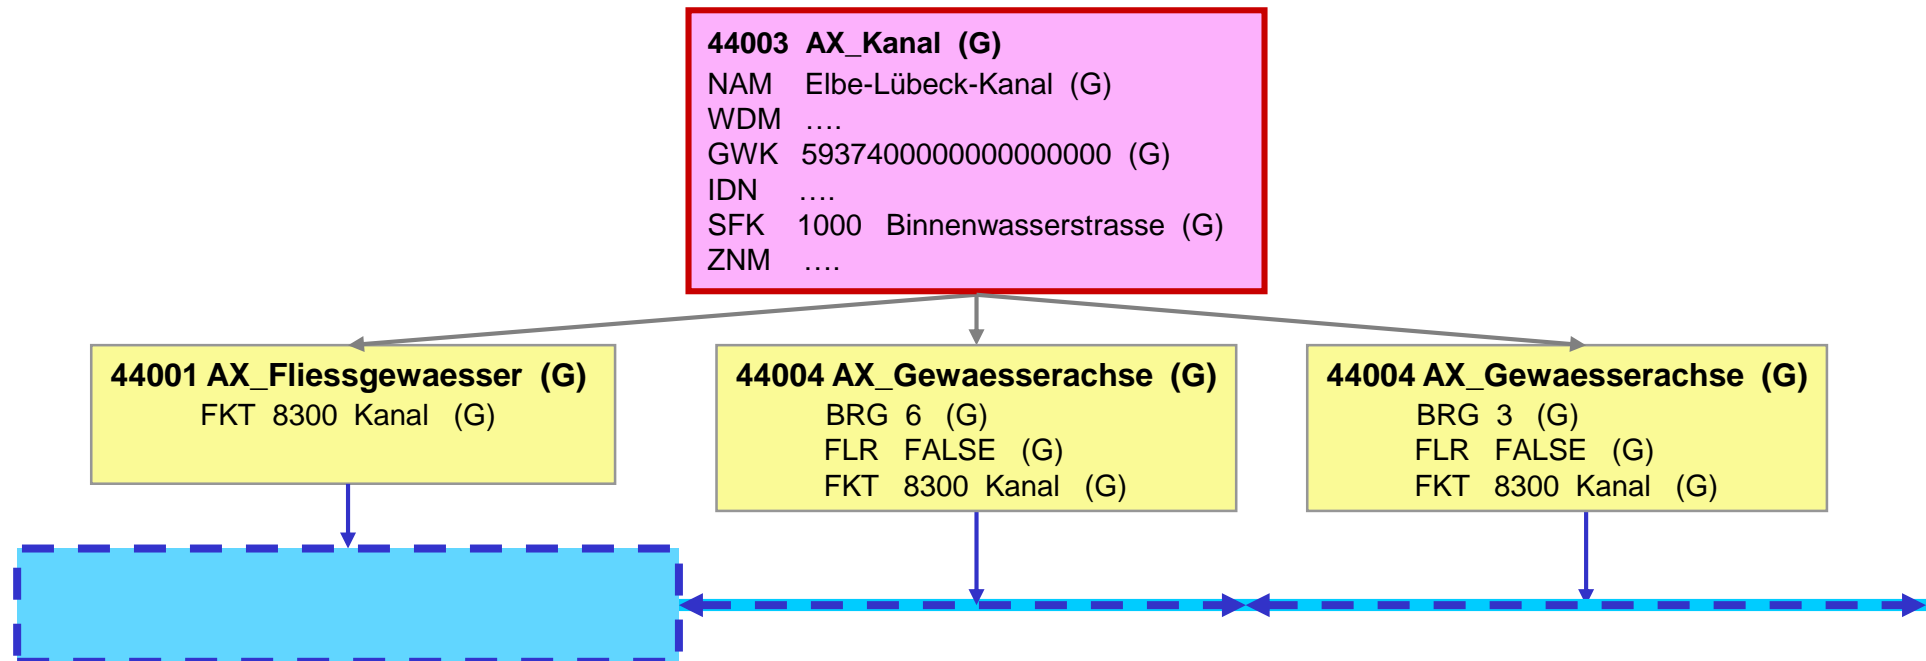 44003 AX_Kanal (G)
NAM Elbe-Lübeck-Kanal (G)
WDM ….
GWK 5937400000000000000 (G)
IDN ….
SFK 1000 Binnenwasserstrasse (G)
ZNM ….
44001 AX_Fliessgewaesser (G)
FKT 8300 Kanal (G)
44004 AX_Gewaesserachse (G)
BRG 6 (G)
FLR FALSE (G)
FKT 8300 Kanal (G)
44004 AX_Gewaesserachse (G)
BRG 3 (G)
FLR FALSE (G)
FKT 8300 Kanal (G)